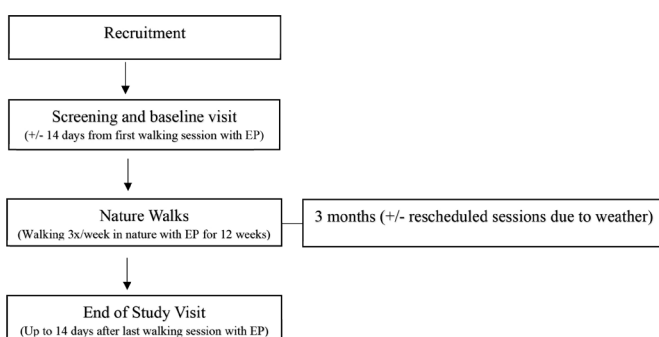 Recruitment
Screening and baseline visit
(+/- 14 days from first walking session with EP)
Nature Walks
(Walking 3x/week in nature with EP for 12 weeks)
3 months (+/- rescheduled sessions due to weather)
End of Study Visit
(Up to 14 days after last walking session with EP)